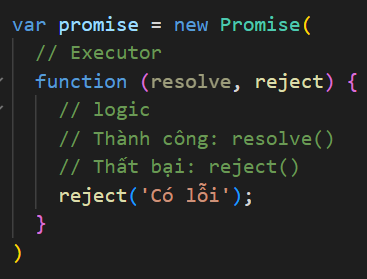 var promise = new Promise(
// Executor
function (resolve, reject) {
// logic
// Thành công: resolve()
// Thất bại: reject()
reject('Có lỗi');
}
)